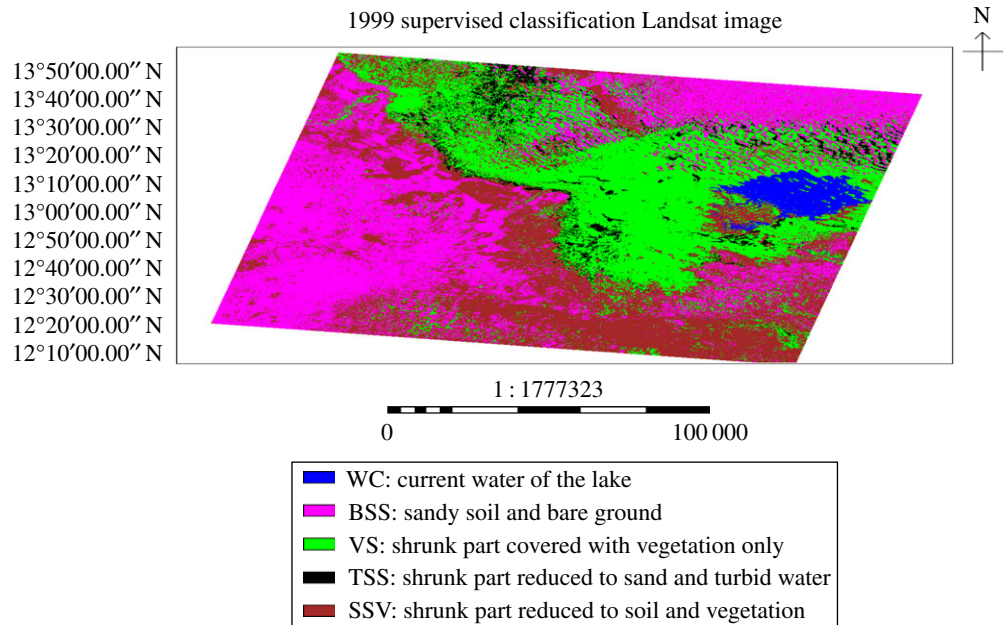 1999 supervised classification Landsat image
N
13°50′00.00″ N
13°40′00.00″ N
13°30′00.00″ N
13°20′00.00″ N
13°10′00.00″ N
13°00′00.00″ N
12°50′00.00″ N
12°40′00.00″ N
12°30′00.00″ N
12°20′00.00″ N
12°10′00.00″ N
1 : 1777323
0 100 000
WC: current water of the lake
BSS: sandy soil and bare ground
VS: shrunk part covered with vegetation only
TSS: shrunk part reduced to sand and turbid water
SSV: shrunk part reduced to soil and vegetation